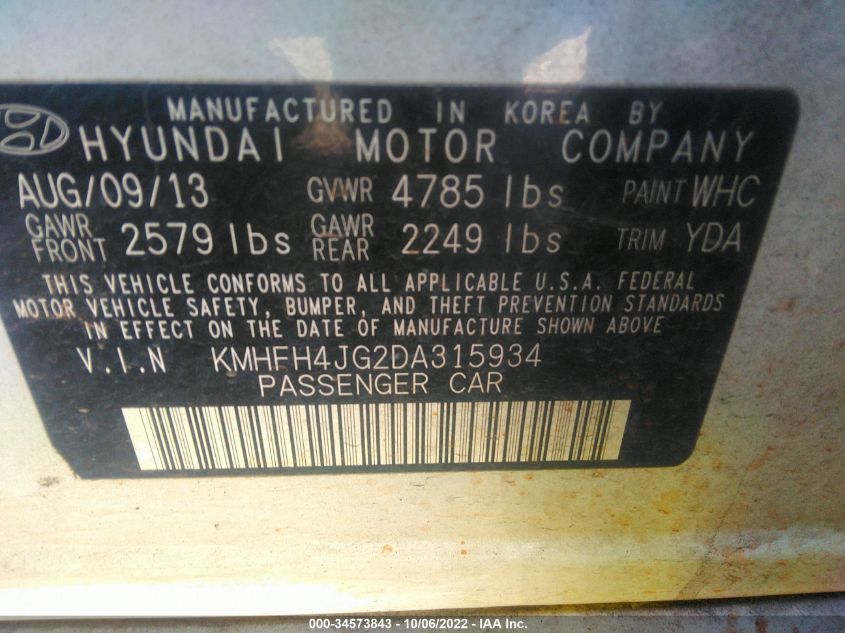 MANUFACTURED IN KOREA BY
HYUNDAI MOTOR COMPANY
AUG/09/13 GVWR 4785 lbs PAINT WHC
GAWR FRONT 2579 lbs GAWR REAR 2249 lbs TRIM YDA
THIS VEHICLE CONFORMS TO ALL APPLICABLE U.S.A. FEDERAL
MOTOR VEHICLE SAFETY, BUMPER, AND THEFT PREVENTION STANDARDS
IN EFFECT ON THE DATE OF MANUFACTURE SHOWN ABOVE
V.I.N KMHFH4JG2DA315934
PASSENGER CAR
000-34573843 - 10/06/2022 - IAA Inc.